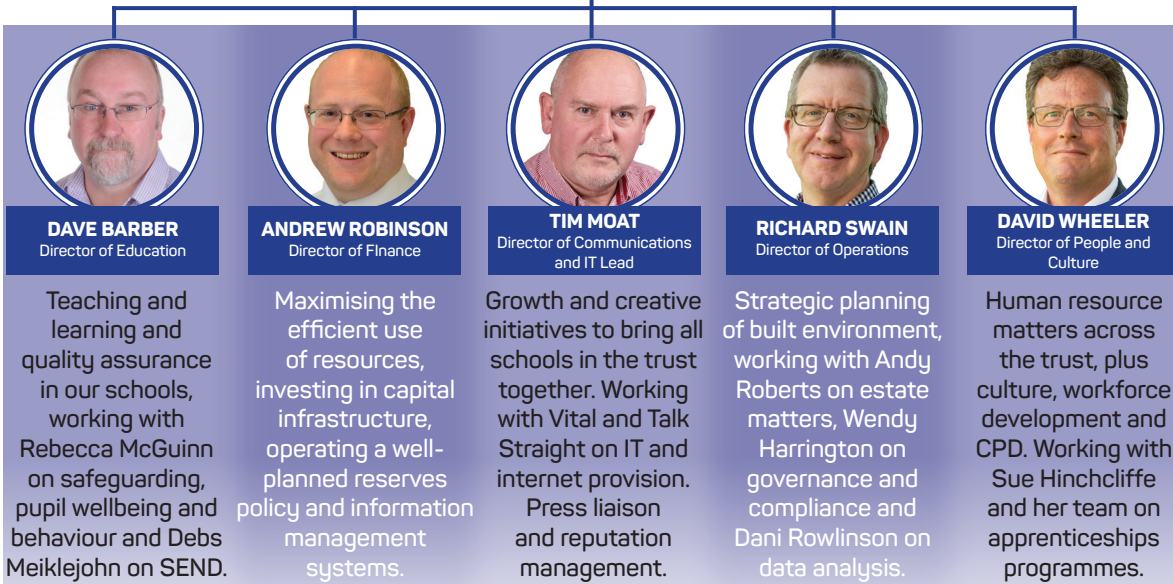 DAVE BARBER
Director of Education
Teaching and
learning and
quality assurance
in our schools,
working with
Rebecca McGuinn
on safeguarding,
pupil wellbeing and
behaviour and Debs
Meiklejohn on SEND.
ANDREW ROBINSON
Director of FInance
Maximising the
efficient use
of resources,
investing in capital
infrastructure,
operating a well-
planned reserves
policy and information
management
systems.
TIM MOAT
Director of Communications
and IT Lead
Growth and creative
initiatives to bring all
schools in the trust
together. Working
with Vital and Talk
Straight on IT and
internet provision.
Press liaison
and reputation
management.
RICHARD SWAIN
Director of Operations
Strategic planning
of built environment,
working with Andy
Roberts on estate
matters, Wendy
Harrington on
governance and
compliance and
Dani Rowlinson on
data analysis.
DAVID WHEELER
Director of People and
Culture
Human resource
matters across
the trust, plus
culture, workforce
development and
CPD. Working with
Sue Hinchcliffe
and her team on
apprenticeships
programmes.